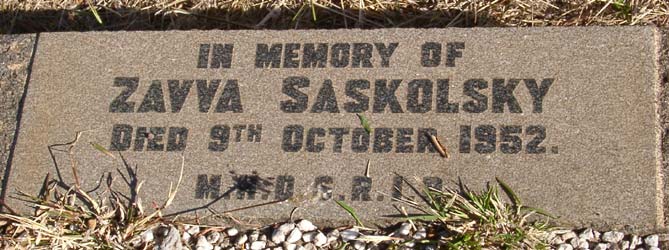 IN MEMORY OF
ZAVVA SASKOLSKY
DIED 9TH OCTOBER 1952.